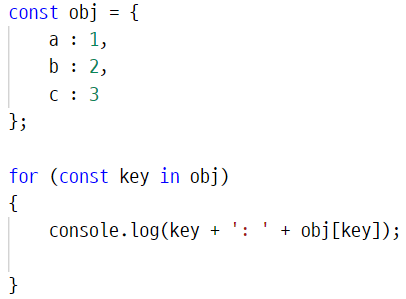 const obj = {
    a : 1,
    b : 2,
    c : 3
};

for (const key in obj)
{
    console.log(key + ': ' + obj[key]);

}